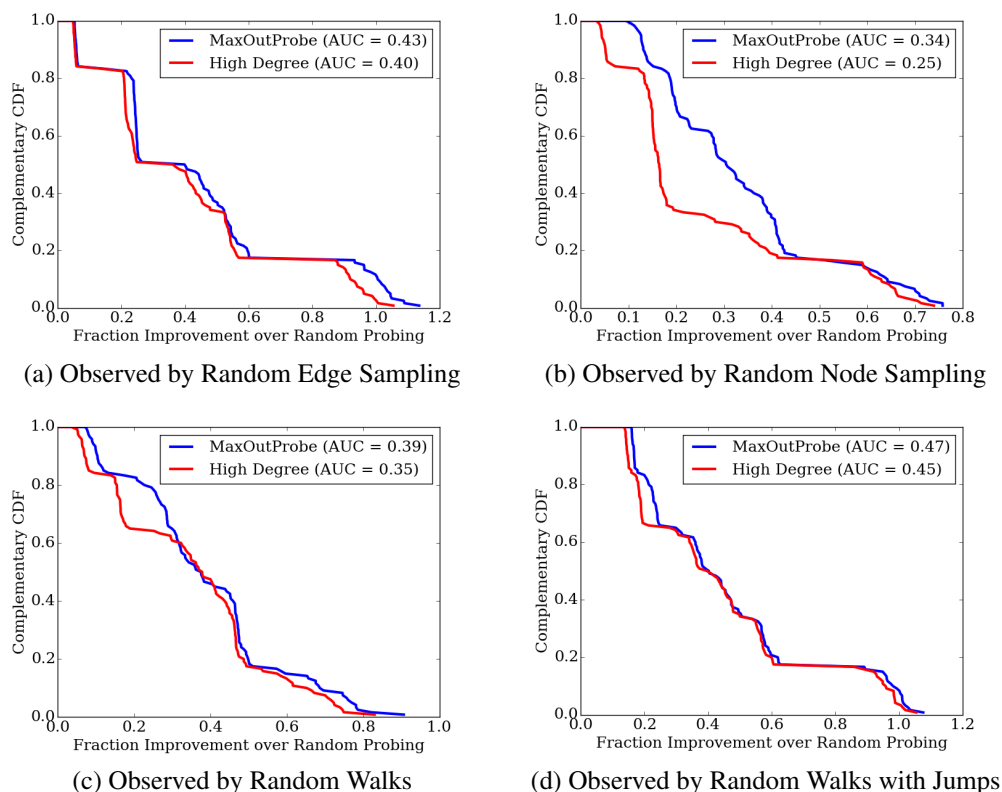 1.0
0.8
0.6
0.4
0.2
0.0
Complementary CDF
MaxOutProbe (AUC = 0.43)
High Degree (AUC = 0.40)
0.0 0.2 0.4 0.6 0.8 1.0 1.2
Fraction Improvement over Random Probing
(a) Observed by Random Edge Sampling
1.0
0.8
0.6
0.4
0.2
0.0
Complementary CDF
MaxOutProbe (AUC = 0.34)
High Degree (AUC = 0.25)
0.0 0.1 0.2 0.3 0.4 0.5 0.6 0.7 0.8
Fraction Improvement over Random Probing
(b) Observed by Random Node Sampling
1.0
0.8
0.6
0.4
0.2
0.0
Complementary CDF
MaxOutProbe (AUC = 0.39)
High Degree (AUC = 0.35)
0.0 0.2 0.4 0.6 0.8 1.0
Fraction Improvement over Random Probing
(c) Observed by Random Walks
1.0
0.8
0.6
0.4
0.2
0.0
Complementary CDF
MaxOutProbe (AUC = 0.47)
High Degree (AUC = 0.45)
0.0 0.2 0.4 0.6 0.8 1.0 1.2
Fraction Improvement over Random Probing
(d) Observed by Random Walks with Jumps